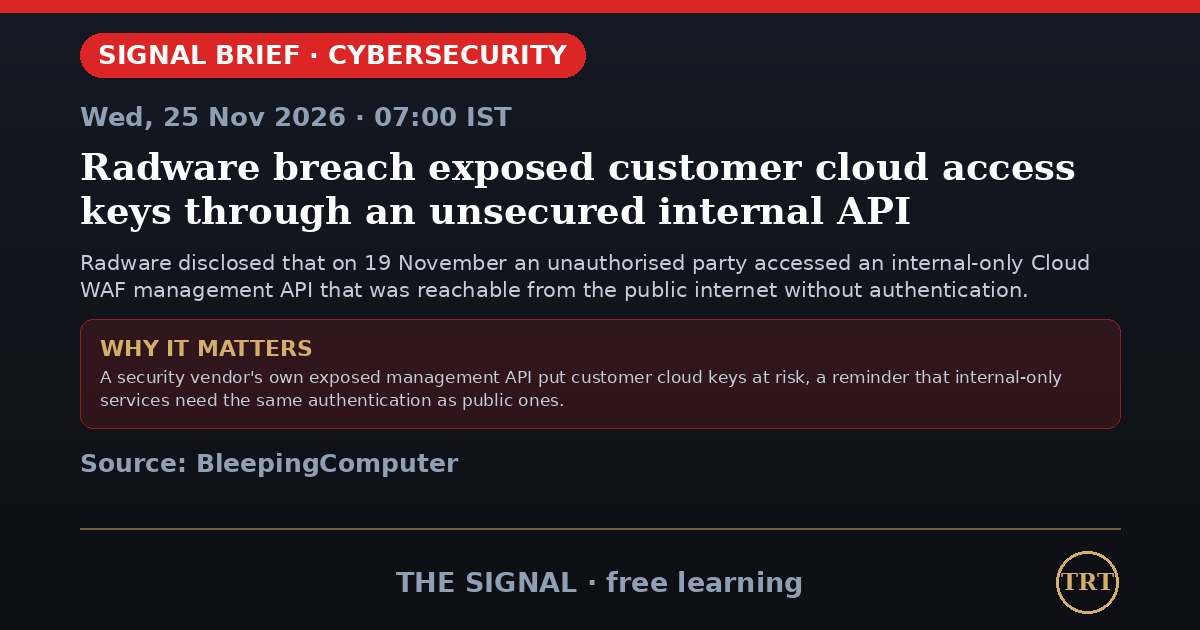 SIGNAL BRIEF · CYBERSECURITY
Wed, 25 Nov 2026 · 07:00 IST
Radware breach exposed customer cloud access
keys through an unsecured internal API
Radware disclosed that on 19 November an unauthorised party accessed an internal-only Cloud
WAF management API that was reachable from the public internet without authentication.
WHY IT MATTERS
A security vendor's own exposed management API put customer cloud keys at risk, a reminder that internal-only
services need the same authentication as public ones.
Source: BleepingComputer
THE SIGNAL · free learning
TRT